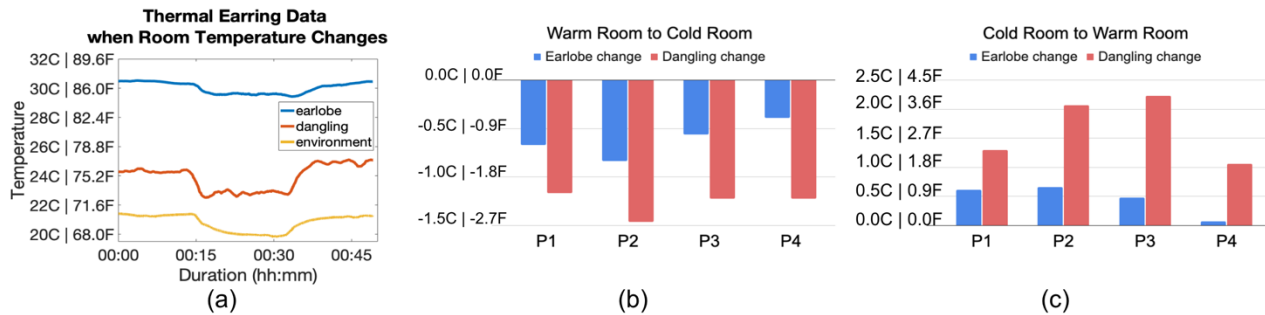 Thermal Earring Data
when Room Temperature Changes
32C | 89.6F
30C | 86.0F
28C | 82.4F
26C | 78.8F
24C | 75.2F
22C | 71.6F
20C | 68.0F
Temperature
earlobe
dangling
environment
00:00 00:15 00:30 00:45
Duration (hh:mm)
(a)
Warm Room to Cold Room
Earlobe change Dangling change
0.0C | 0.0F
-0.5C | -0.9F
-1.0C | -1.8F
-1.5C | -2.7F
P1 P2 P3 P4
(b)
Cold Room to Warm Room
Earlobe change Dangling change
2.5C | 4.5F
2.0C | 3.6F
1.5C | 2.7F
1.0C | 1.8F
0.5C | 0.9F
0.0C | 0.0F
P1 P2 P3 P4
(c)